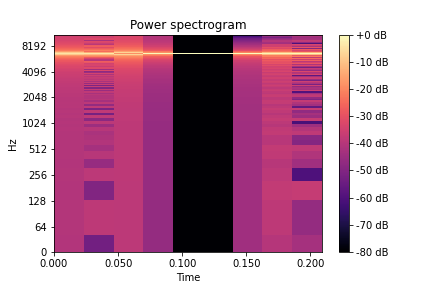 Power spectrogram
Hz
8192
4096
2048
1024
512
256
128
64
0
0.000 0.050 0.100 0.150 0.200
Time
+0 dB
-10 dB
-20 dB
-30 dB
-40 dB
-50 dB
-60 dB
-70 dB
-80 dB